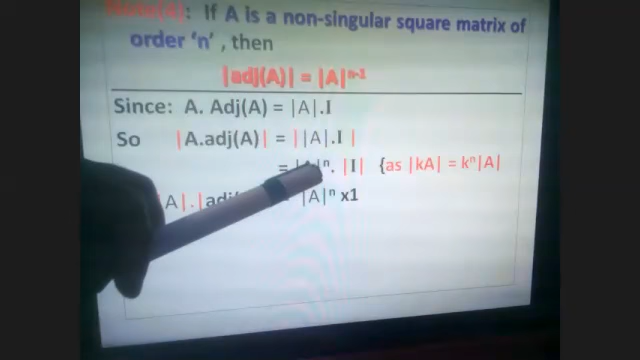 If A is a non-singular square matrix of
order ‘n’ , then
|adj(A)| = |A|ⁿ⁻¹
Since: A. Adj(A) = |A|.I
So |A.adj(A)| = ||A|.I |
= ⁿ. |I| {as |kA| = kⁿ|A|
A|. |A|ⁿ x1